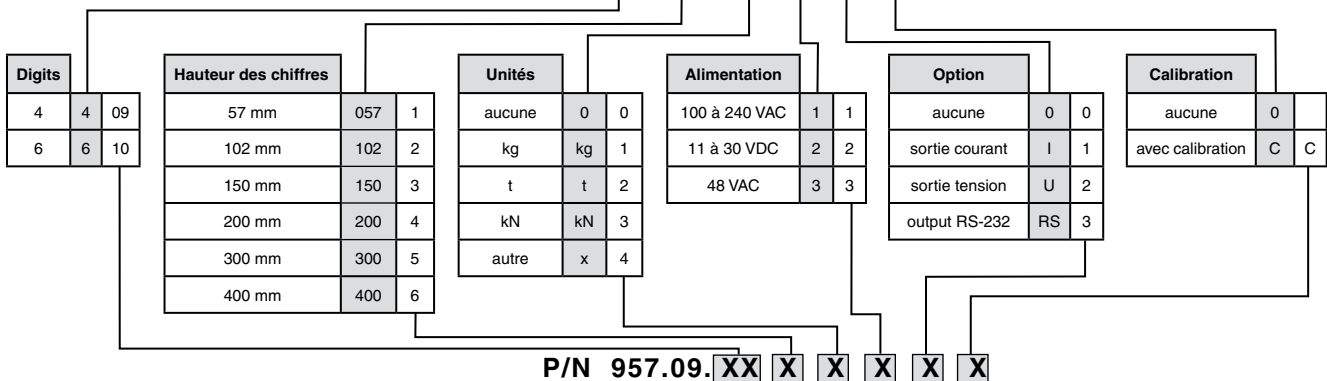 Digits
4 4 09
6 6 10
Hauteur des chiffres
57 mm 057 1
102 mm 102 2
150 mm 150 3
200 mm 200 4
300 mm 300 5
400 mm 400 6
Unités
aucune 0 0
kg kg 1
t t 2
kN kN 3
autre x 4
Alimentation
100 à 240 VAC 1 1
11 à 30 VDC 2 2
48 VAC 3 3
Option
aucune 0 0
sortie courant I 1
sortie tension U 2
output RS-232 RS 3
Calibration
aucune 0
avec calibration C C
P/N 957.09. XX X X X X X